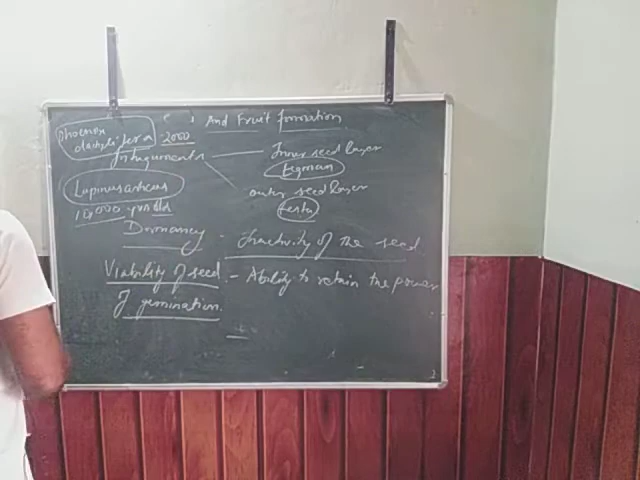 And Fruit formation
Phoenix
dactylifera - 2000
Integuments
Inner seed layer
Tegman
Lupinus arcticus
outer seed layer
Testa
10,000 years old
Dormancy - Inactivity of the seed
Viability of seed - Ability to retain the power
of germination.